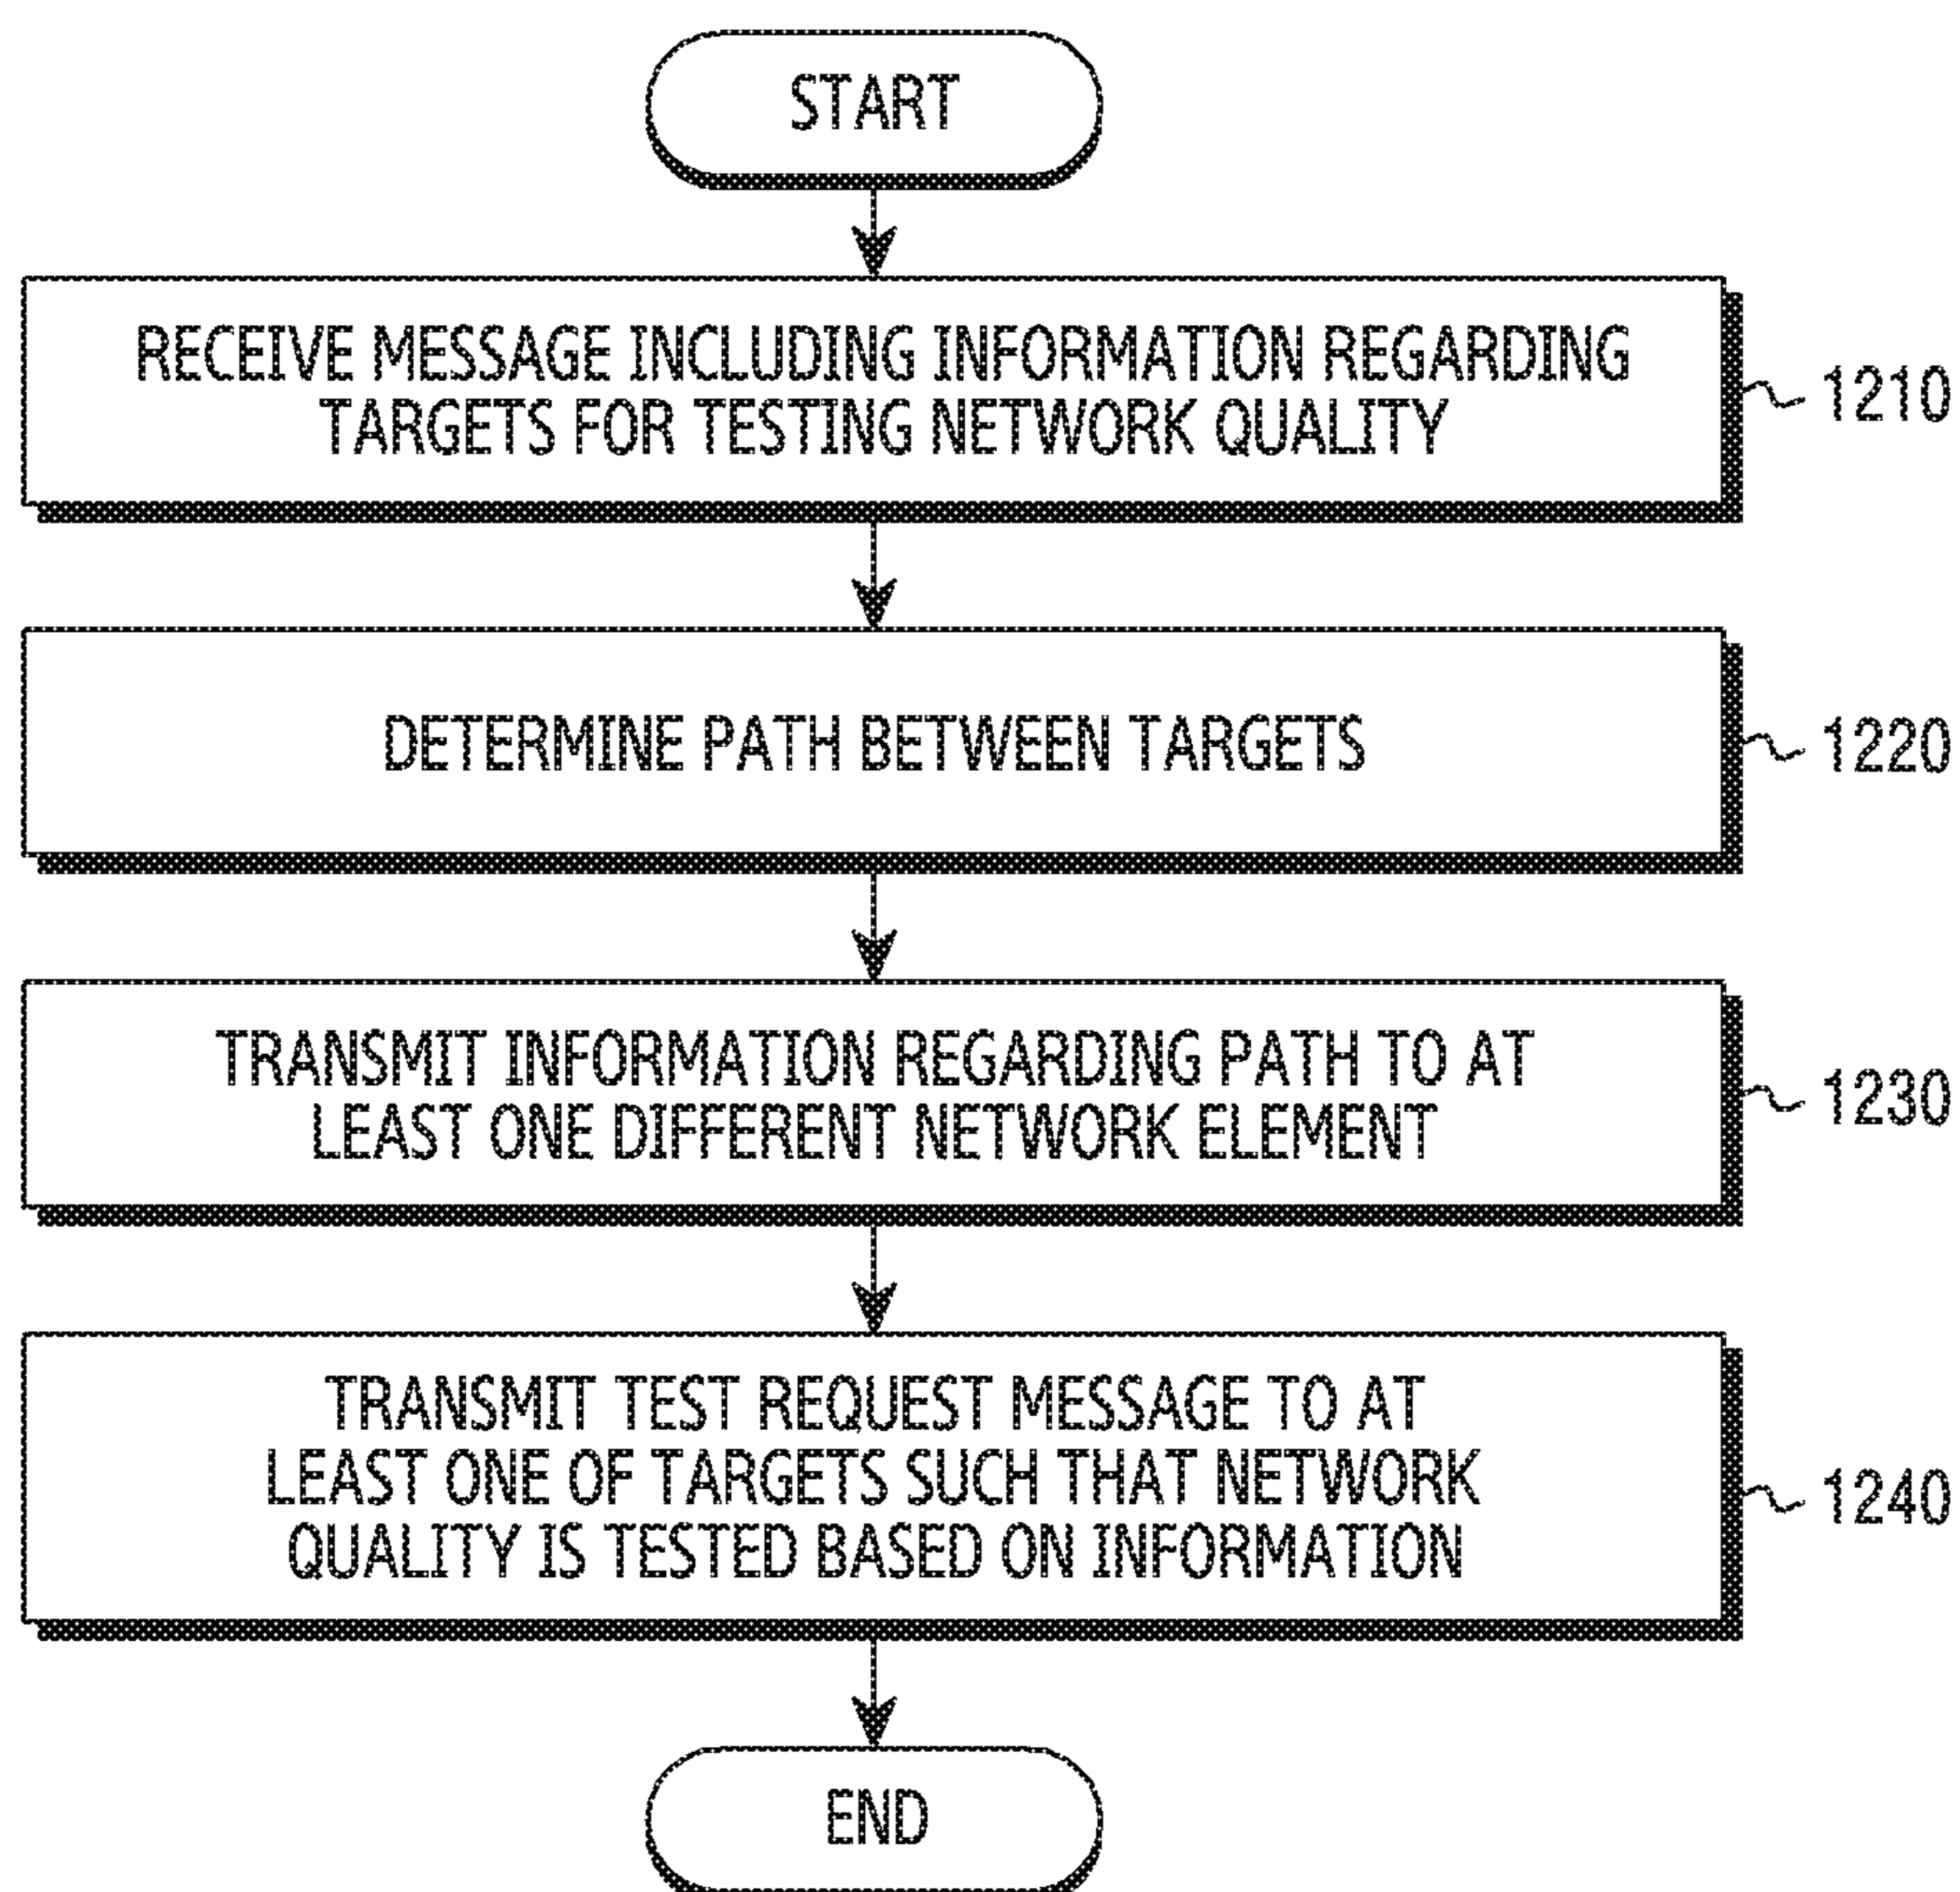 START
RECEIVE MESSAGE INCLUDING INFORMATION REGARDING
TARGETS FOR TESTING NETWORK QUALITY
1210
DETERMINE PATH BETWEEN TARGETS
1220
TRANSMIT INFORMATION REGARDING PATH TO AT
LEAST ONE DIFFERENT NETWORK ELEMENT
1230
TRANSMIT TEST REQUEST MESSAGE TO AT
LEAST ONE OF TARGETS SUCH THAT NETWORK
QUALITY IS TESTED BASED ON INFORMATION
1240
END